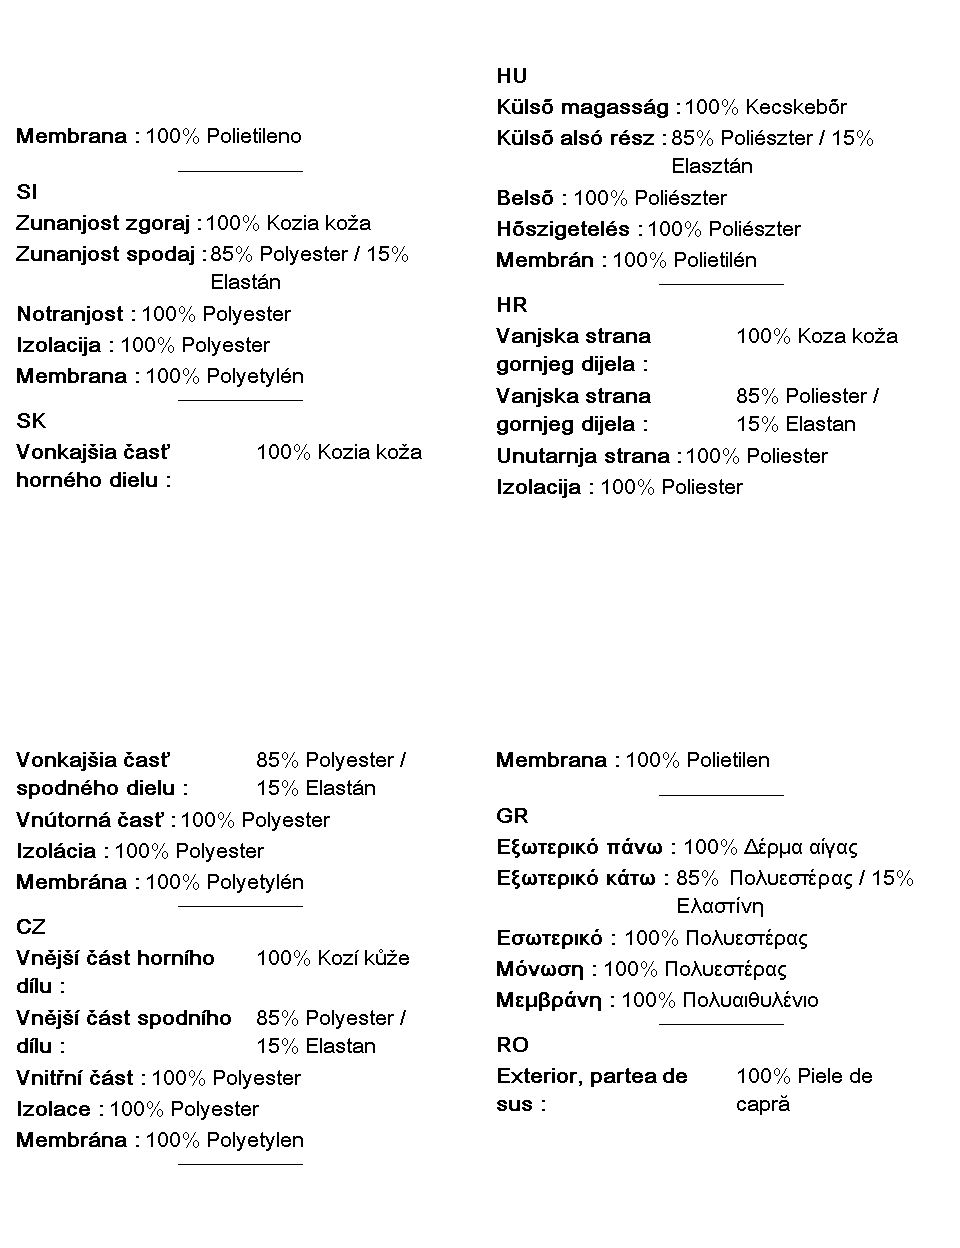 Membrana : 100% Polietileno
SI
Zunanjost zgoraj : 100% Kozia koža
Zunanjost spodaj : 85% Polyester / 15%
Elastán
Notranjost : 100% Polyester
Izolacija : 100% Polyester
Membrana : 100% Polyetylén
SK
Vonkajšia časť 100% Kozia koža
horného dielu :
HU
Külső magasság : 100% Kecskebőr
Külső alsó rész : 85% Poliészter / 15%
Elasztán
Belső : 100% Poliészter
Hőszigetelés : 100% Poliészter
Membrán : 100% Polietilén
HR
Vanjska strana 100% Koza koža
gornjeg dijela :
Vanjska strana 85% Poliester /
gornjeg dijela : 15% Elastan
Unutarnja strana : 100% Poliester
Izolacija : 100% Poliester
Vonkajšia časť 85% Polyester /
spodného dielu : 15% Elastán
Vnútorná časť : 100% Polyester
Izolácia : 100% Polyester
Membrána : 100% Polyetylén
CZ
Vnější část horního 100% Kozí kůže
dílu :
Vnější část spodního 85% Polyester /
dílu : 15% Elastan
Vnitřní část : 100% Polyester
Izolace : 100% Polyester
Membrána : 100% Polyetylen
Membrana : 100% Polietilen
GR
Εξωτερικό πάνω : 100% Δέρμα αίγας
Εξωτερικό κάτω : 85% Πολυεστέρας / 15%
Ελαστίνη
Εσωτερικό : 100% Πολυεστέρας
Μόνωση : 100% Πολυεστέρας
Μεμβράνη : 100% Πολυαιθυλένιο
RO
Exterior, partea de 100% Piele de
sus : capră